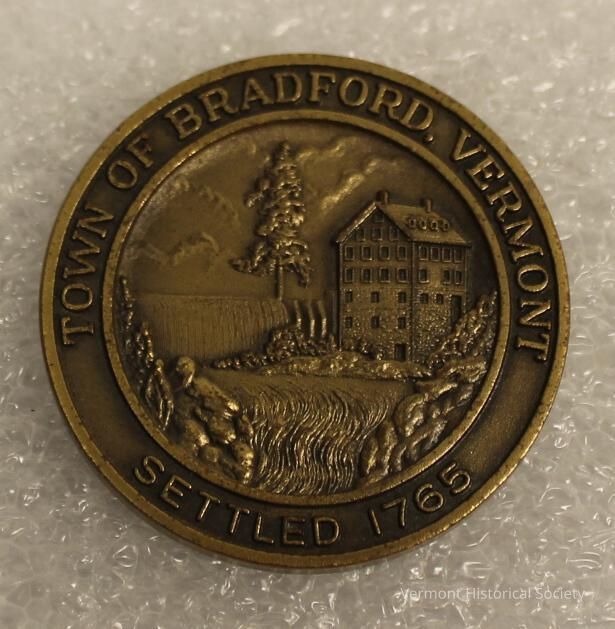 TOWN OF BRADFORD, VERMONT
SETTLED 1765
Vermont Historical Society